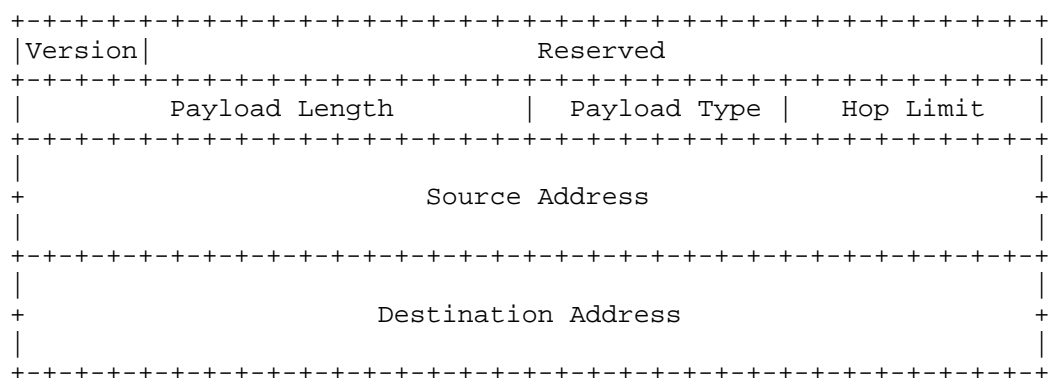 +-+-+-+-+-+-+-+-+-+-+-+-+-+-+-+-+-+-+-+-+-+-+-+-+-+-+-+-+-+-+-+-+
|Version|                        Reserved                       |
+-+-+-+-+-+-+-+-+-+-+-+-+-+-+-+-+-+-+-+-+-+-+-+-+-+-+-+-+-+-+-+-+
|         Payload Length        |  Payload Type |   Hop Limit   |
+-+-+-+-+-+-+-+-+-+-+-+-+-+-+-+-+-+-+-+-+-+-+-+-+-+-+-+-+-+-+-+-+
|                                                               |
+                         Source Address                        +
|                                                               |
+-+-+-+-+-+-+-+-+-+-+-+-+-+-+-+-+-+-+-+-+-+-+-+-+-+-+-+-+-+-+-+-+
|                                                               |
+                      Destination Address                      +
|                                                               |
+-+-+-+-+-+-+-+-+-+-+-+-+-+-+-+-+-+-+-+-+-+-+-+-+-+-+-+-+-+-+-+-+